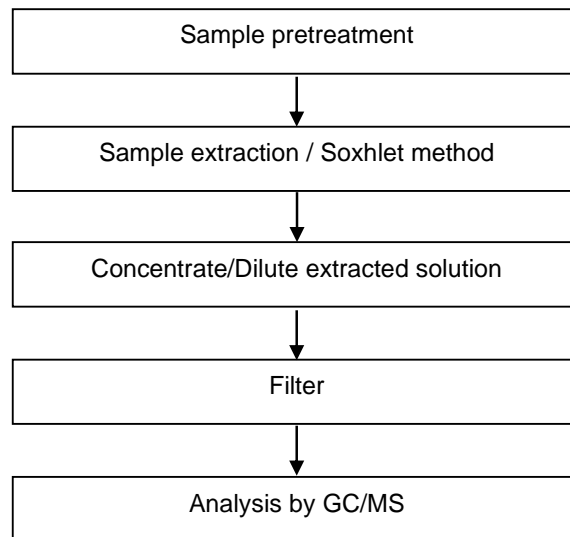 Sample pretreatment
Sample extraction / Soxhlet method
Concentrate/Dilute extracted solution
Filter
Analysis by GC/MS